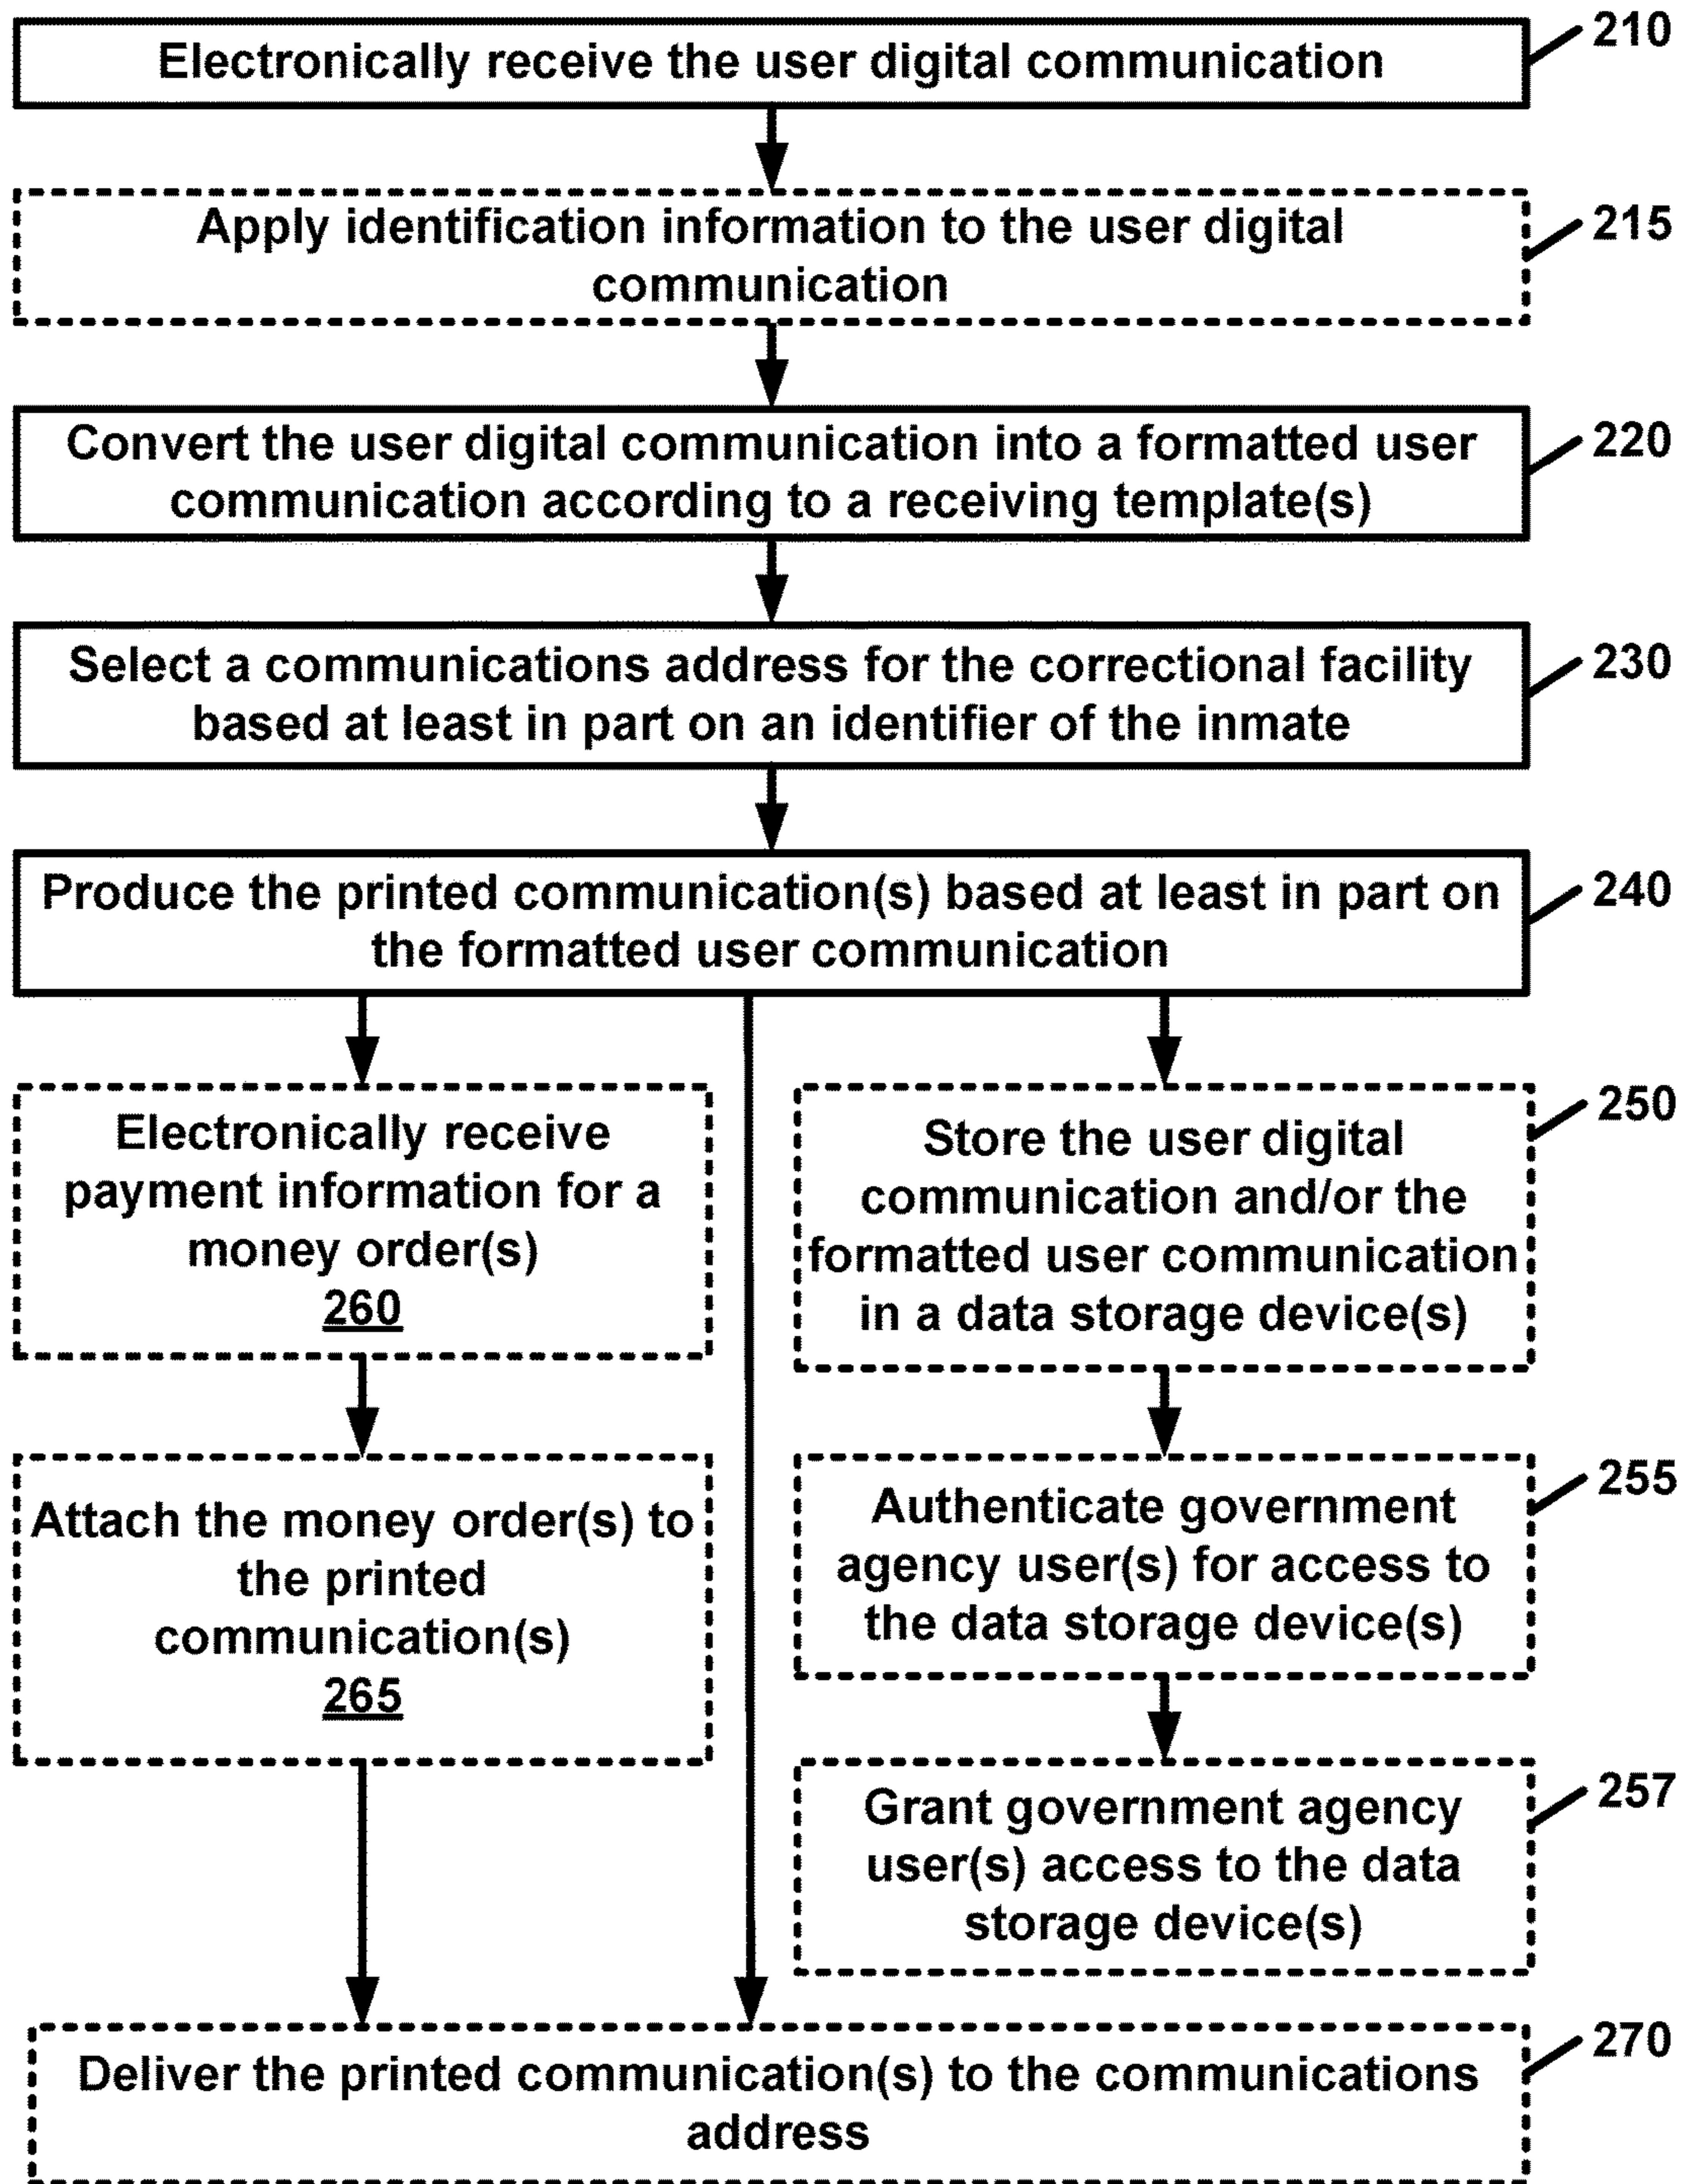 Electronically receive the user digital communication
210
Apply identification information to the user digital
communication
215
Convert the user digital communication into a formatted user
communication according to a receiving template(s)
220
Select a communications address for the correctional facility
based at least in part on an identifier of the inmate
230
Produce the printed communication(s) based at least in part on
the formatted user communication
240
Electronically receive
payment information for a
money order(s)
260
Attach the money order(s) to
the printed
communication(s)
265
Store the user digital
communication and/or the
formatted user communication
in a data storage device(s)
250
Authenticate government
agency user(s) for access to
the data storage device(s)
255
Grant government agency
user(s) access to the data
storage device(s)
257
Deliver the printed communication(s) to the communications
address
270